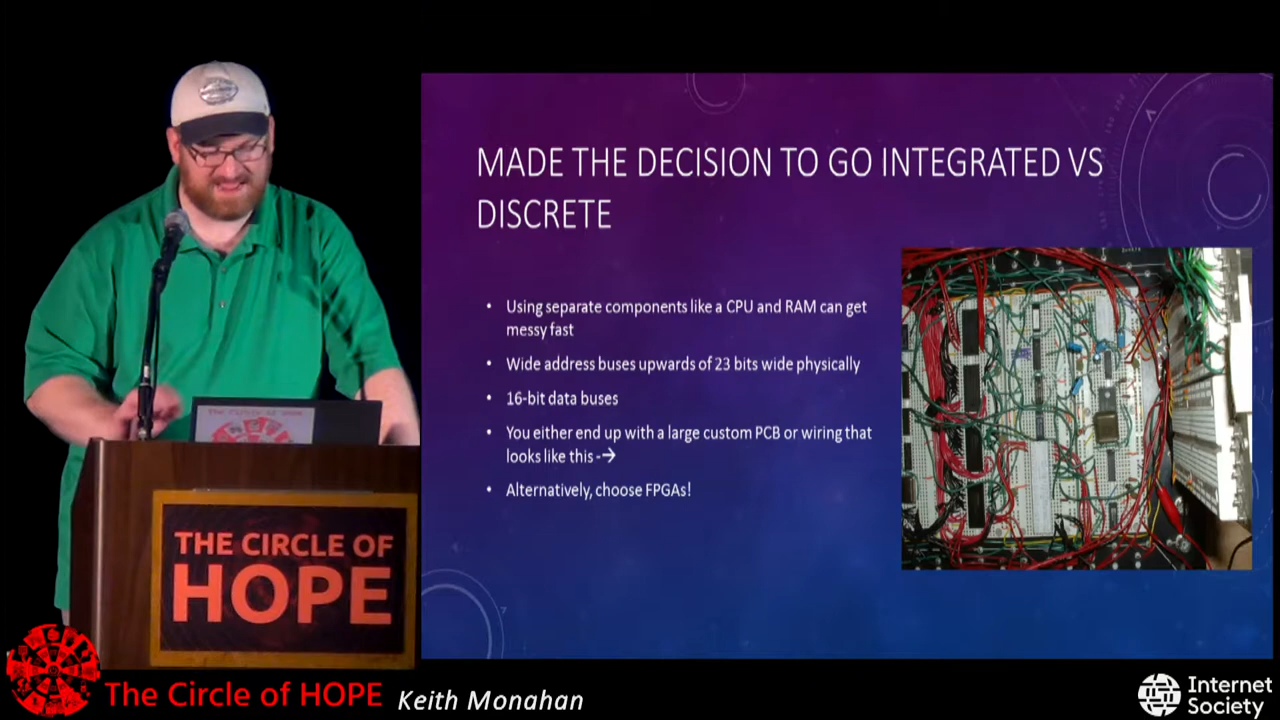 MADE THE DECISION TO GO INTEGRATED VS
DISCRETE
• Using separate components like a CPU and RAM can get
messy fast
• Wide address buses upwards of 23 bits wide physically
• 16-bit data buses
• You either end up with a large custom PCB or wiring that
looks like this -→
• Alternatively, choose FPGAs!
THE CIRCLE OF
HOPE
The Circle of HOPE
Keith Monahan
Internet
Society